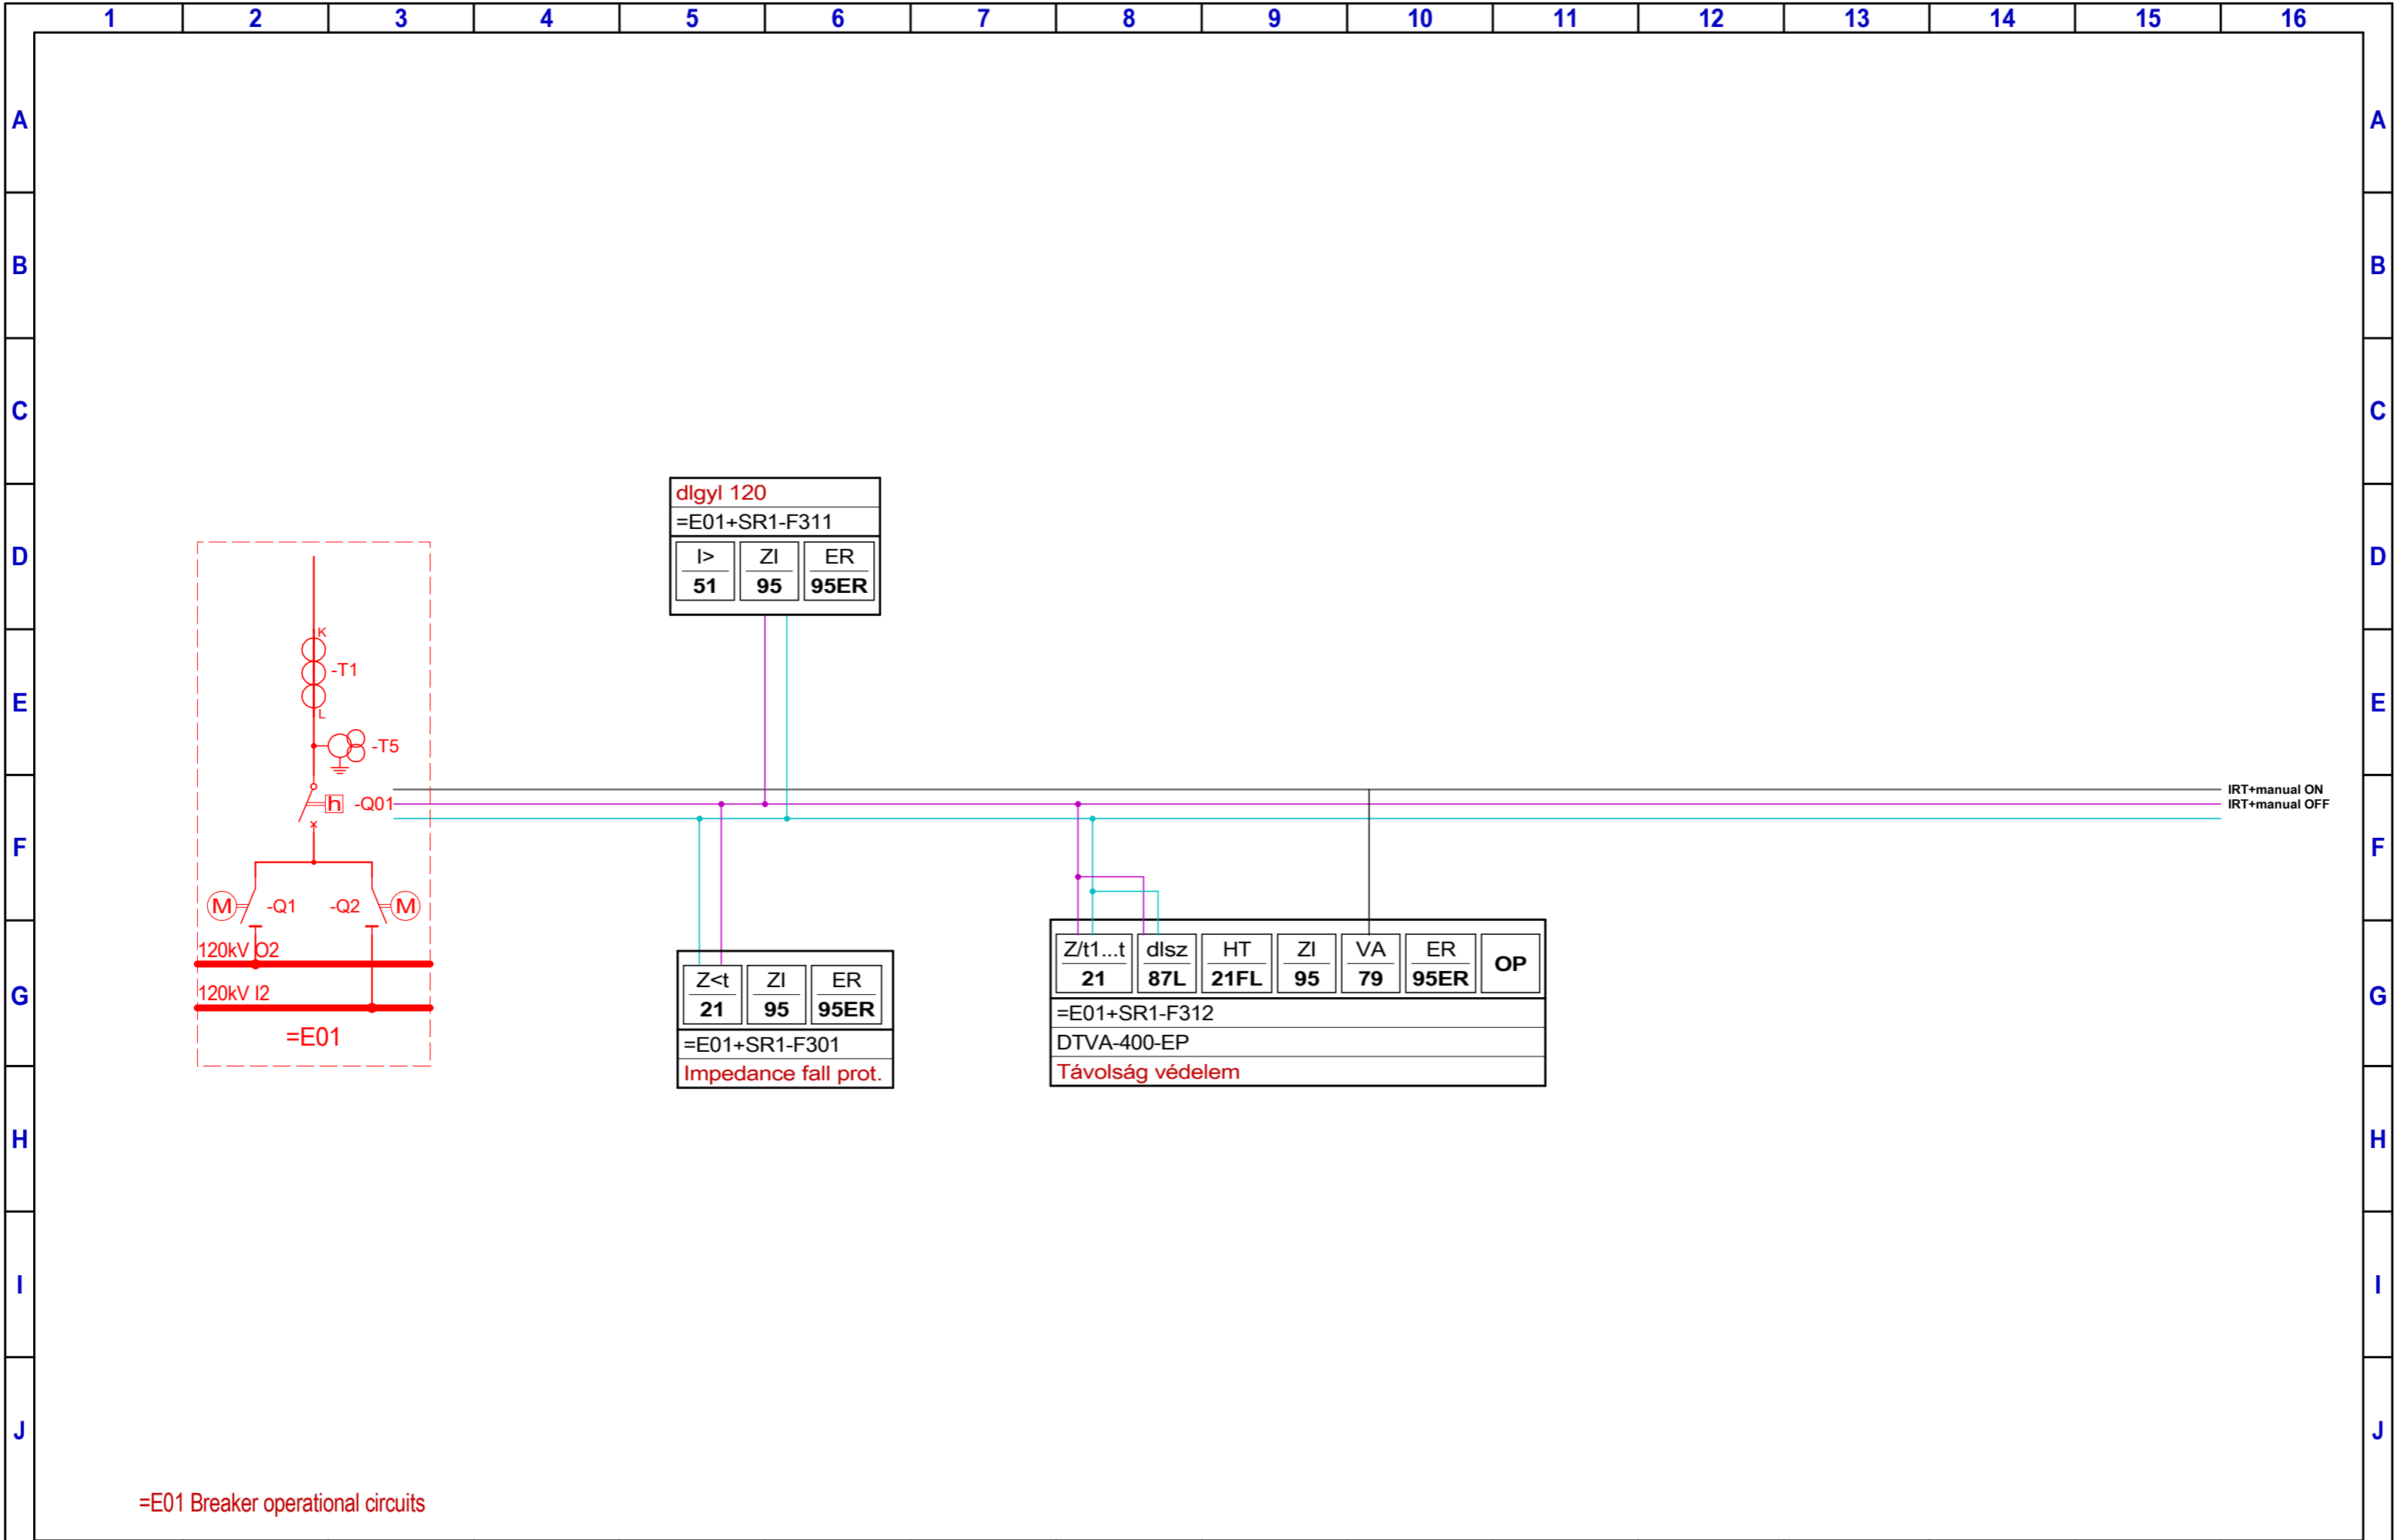 1 2 3 4 5 6 7 8 9 10 11 12 13 14 15 16
A A
B B
C C
D D
E E
F F
G G
H H
I I
J J
dlgyl 120
=E01+SR1-F311
I> ZI ER
51 95 95ER
K
-T1
L
-T5
h -Q01
M -Q1 -Q2 M
120kV O2
120kV I2
=E01
IRT+manual ON
IRT+manual OFF
Z<t ZI ER
21 95 95ER
=E01+SR1-F301
Impedance fall prot.
Z/t1...t dlsz HT ZI VA ER OP
21 87L 21FL 95 79 95ER
=E01+SR1-F312
DTVA-400-EP
Távolság védelem
=E01 Breaker operational circuits